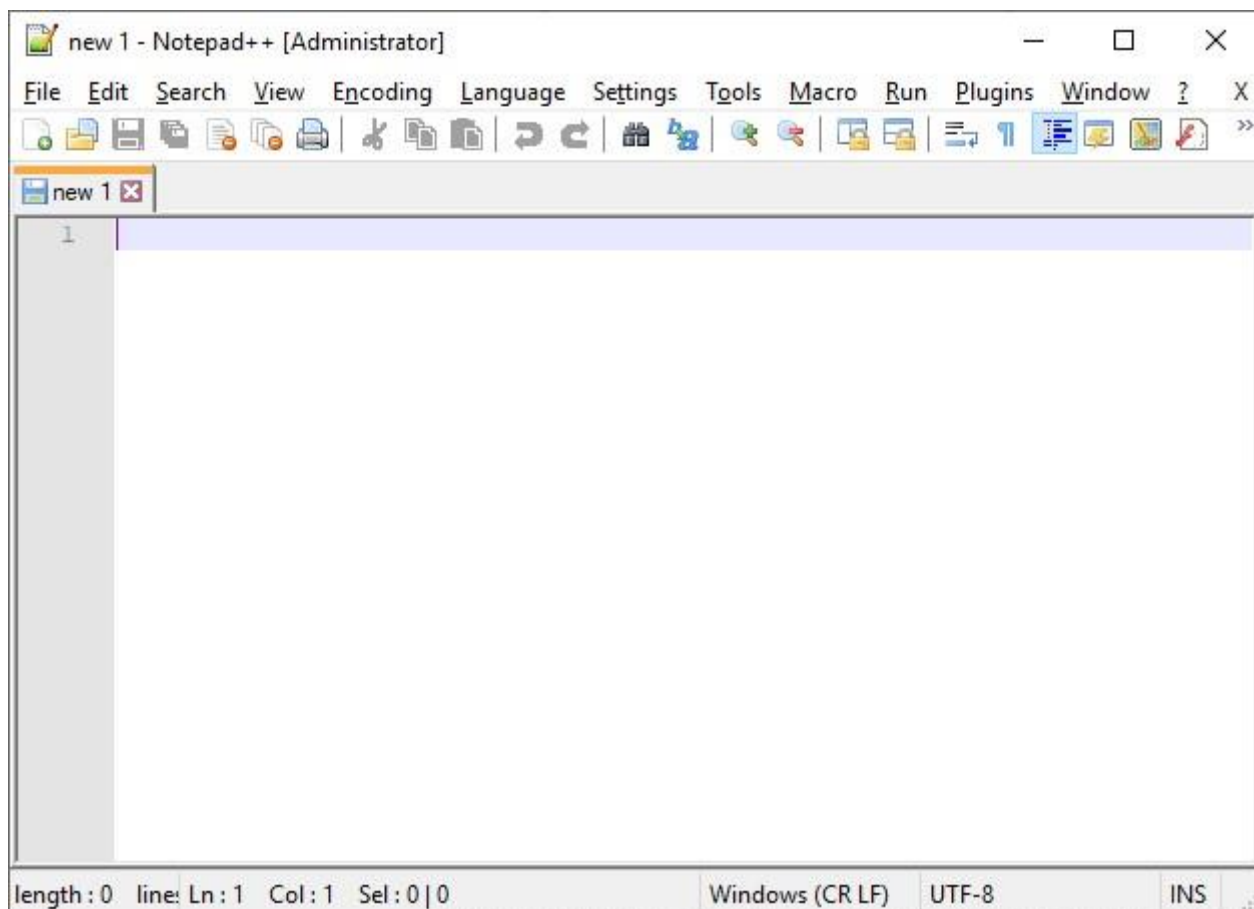 new 1 - Notepad++ [Administrator]
File Edit Search View Encoding Language Settings Tools Macro Run Plugins Window ? X
new 1
1
length : 0 line Ln : 1 Col : 1 Sel : 0 | 0 Windows (CR LF) UTF-8 INS